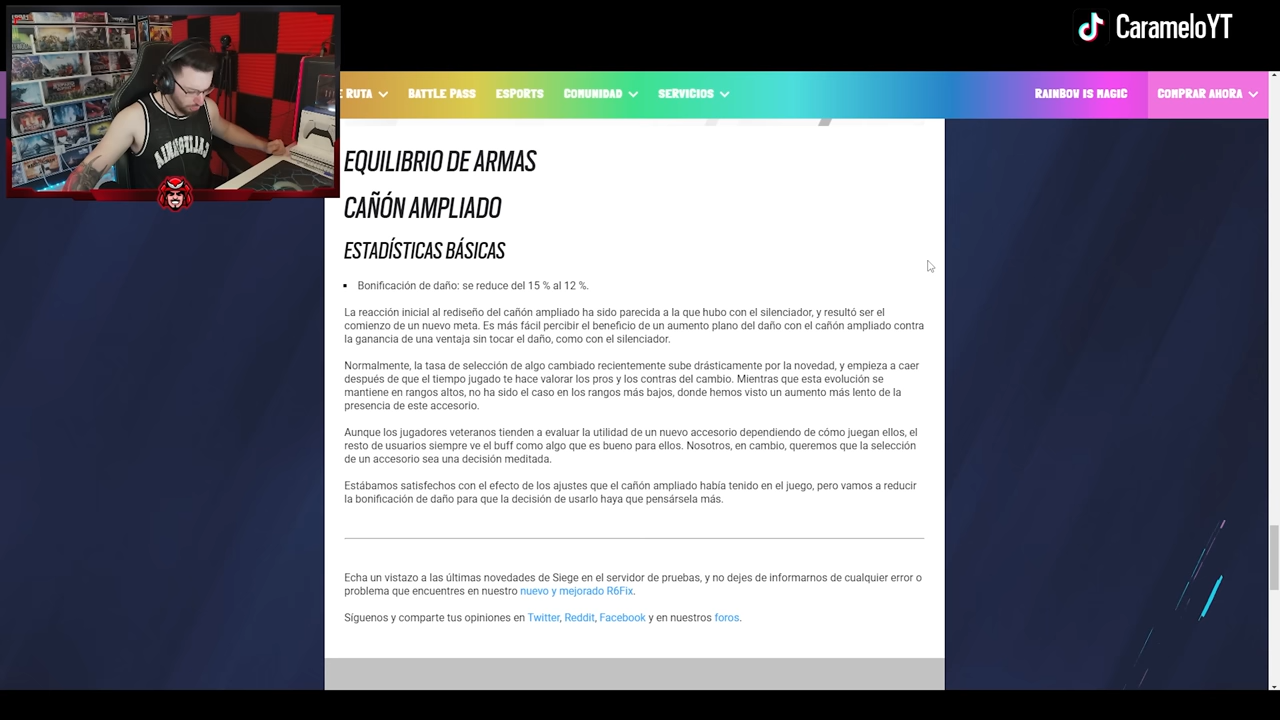 CarameloYT
E RUTA BATTLE PASS ESPORTS COMUNIDAD SERVICIOS RAINBOW IS MAGIC COMPRAR AHORA
EQUILIBRIO DE ARMAS
CAÑÓN AMPLIADO
ESTADÍSTICAS BÁSICAS
▪ Bonificación de daño: se reduce del 15 % al 12 %.
La reacción inicial al rediseño del cañón ampliado ha sido parecida a la que hubo con el silenciador, y resultó ser el
comienzo de un nuevo meta. Es más fácil percibir el beneficio de un aumento plano del daño con el cañón ampliado contra
la ganancia de una ventaja sin tocar el daño, como con el silenciador.
Normalmente, la tasa de selección de algo cambiado recientemente sube drásticamente por la novedad, y empieza a caer
después de que el tiempo jugado te hace valorar los pros y los contras del cambio. Mientras que esta evolución se
mantiene en rangos altos, no ha sido el caso en los rangos más bajos, donde hemos visto un aumento más lento de la
presencia de este accesorio.
Aunque los jugadores veteranos tienden a evaluar la utilidad de un nuevo accesorio dependiendo de cómo juegan ellos, el
resto de usuarios siempre ve el buff como algo que es bueno para ellos. Nosotros, en cambio, queremos que la selección
de un accesorio sea una decisión meditada.
Estábamos satisfechos con el efecto de los ajustes que el cañón ampliado había tenido en el juego, pero vamos a reducir
la bonificación de daño para que la decisión de usarlo haya que pensársela más.
Echa un vistazo a las últimas novedades de Siege en el servidor de pruebas, y no dejes de informarnos de cualquier error o
problema que encuentres en nuestro nuevo y mejorado R6Fix.
Síguenos y comparte tus opiniones en Twitter, Reddit, Facebook y en nuestros foros.